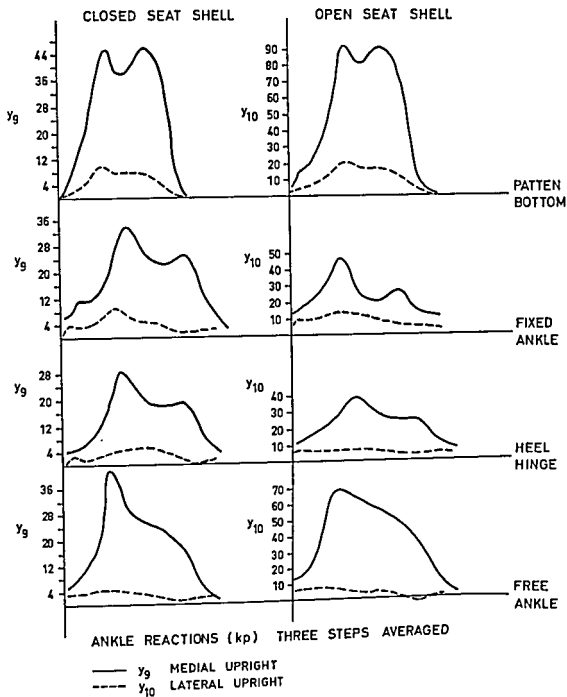 CLOSED SEAT SHELL OPEN SEAT SHELL
y9
44
36
28
20
12
4
y10
90
80
70
60
50
40
30
20
10
PATTEN
BOTTOM
y9
36
28
20
12
4
y10
50
40
30
20
10
FIXED
ANKLE
y9
28
20
12
4
y10
40
30
20
10
HEEL
HINGE
y9
36
28
20
12
4
y10
70
60
50
40
30
20
10
FREE
ANKLE
ANKLE REACTIONS (kp) THREE STEPS AVERAGED
y9 MEDIAL UPRIGHT
y10 LATERAL UPRIGHT